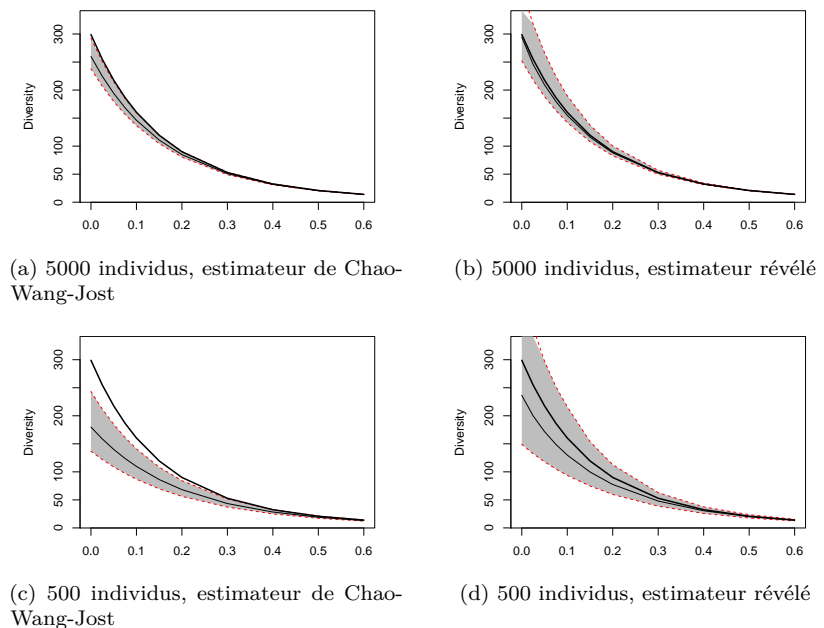 300
200
Diversity
50
0
0.0 0.1 0.2 0.3 0.4 0.5 0.6
(a) 5000 individus, estimateur de Chao-
Wang-Jost
300
200
Diversity
50
0
0.0 0.1 0.2 0.3 0.4 0.5 0.6
(b) 5000 individus, estimateur révélé
300
200
Diversity
50
0
0.0 0.1 0.2 0.3 0.4 0.5 0.6
(c) 500 individus, estimateur de Chao-
Wang-Jost
300
200
Diversity
50
0
0.0 0.1 0.2 0.3 0.4 0.5 0.6
(d) 500 individus, estimateur révélé